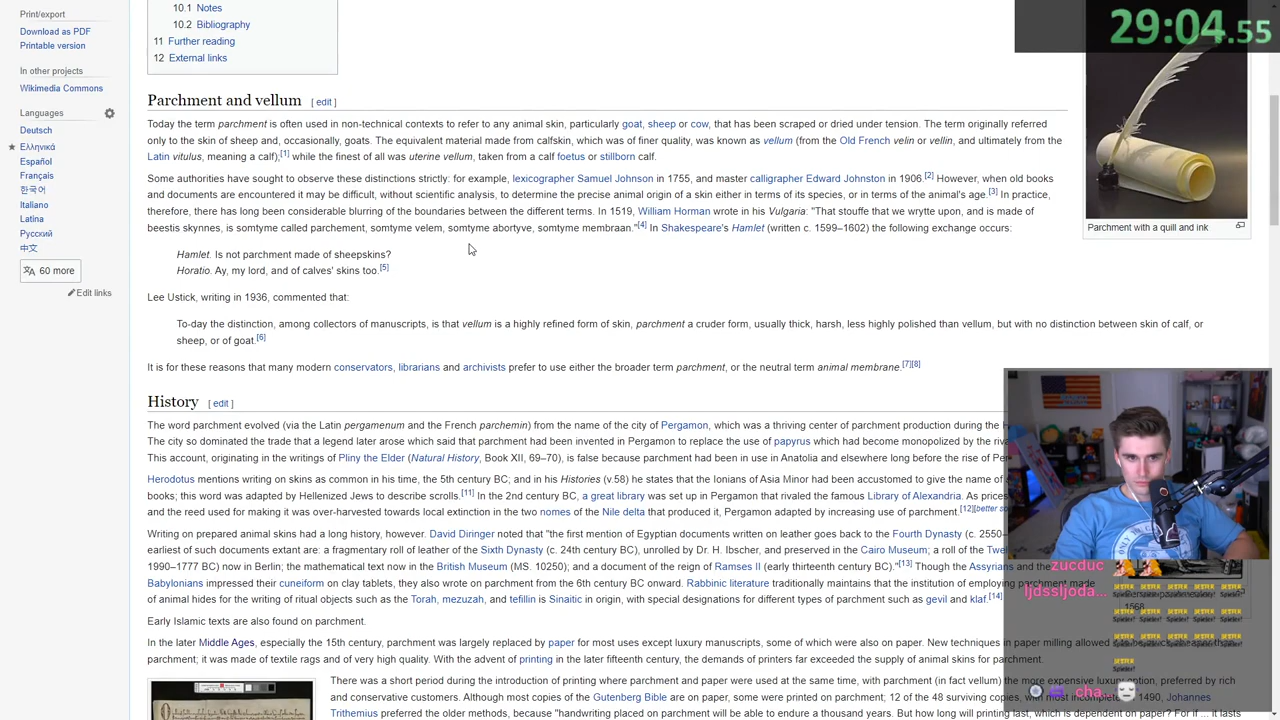 Print/export
Download as PDF
Printable version
In other projects
Wikimedia Commons
Languages
Deutsch
Ελληνικά
Español
Français
한국어
Italiano
Latina
Русский
中文
60 more
Edit links
10.1 Notes
10.2 Bibliography
11 Further reading
12 External links
29:04.55
Parchment and vellum [ edit ]
Today the term parchment is often used in non-technical contexts to refer to any animal skin, particularly goat, sheep or cow, that has been scraped or dried under tension. The term originally referred
only to the skin of sheep and, occasionally, goats. The equivalent material made from calfskin, which was of finer quality, was known as vellum (from the Old French velin or vellin, and ultimately from the
Latin vitulus, meaning a calf);[1] while the finest of all was uterine vellum, taken from a calf foetus or stillborn calf.
Some authorities have sought to observe these distinctions strictly: for example, lexicographer Samuel Johnson in 1755, and master calligrapher Edward Johnston in 1906.[2] However, when old books
and documents are encountered it may be difficult, without scientific analysis, to determine the precise animal origin of a skin either in terms of its species, or in terms of the animal's age.[3] In practice,
therefore, there has long been considerable blurring of the boundaries between the different terms. In 1519, William Horman wrote in his Vulgaria: "That stouffe that we wrytte upon, and is made of
beestis skynnes, is somtyme called parchement, somtyme velem, somtyme abortyve, somtyme membraan."[4] In Shakespeare's Hamlet (written c. 1599–1602) the following exchange occurs:
Hamlet. Is not parchment made of sheepskins?
Horatio. Ay, my lord, and of calves' skins too.[5]
Lee Ustick, writing in 1936, commented that:
To-day the distinction, among collectors of manuscripts, is that vellum is a highly refined form of skin, parchment a cruder form, usually thick, harsh, less highly polished than vellum, but with no distinction between skin of calf, or
sheep, or of goat.[6]
It is for these reasons that many modern conservators, librarians and archivists prefer to use either the broader term parchment, or the neutral term animal membrane.[7][8]
Parchment with a quill and ink
History [ edit ]
The word parchment evolved (via the Latin pergamenum and the French parchemin) from the name of the city of Pergamon, which was a thriving center of parchment production during the H
The city so dominated the trade that a legend later arose which said that parchment had been invented in Pergamon to replace the use of papyrus which had become monopolized by the riva
This account, originating in the writings of Pliny the Elder (Natural History, Book XII, 69–70), is false because parchment had been in use in Anatolia and elsewhere long before the rise of Per
Herodotus mentions writing on skins as common in his time, the 5th century BC; and in his Histories (v.58) he states that the Ionians of Asia Minor had been accustomed to give the name of
books; this word was adapted by Hellenized Jews to describe scrolls.[11] In the 2nd century BC, a great library was set up in Pergamon that rivaled the famous Library of Alexandria. As prices
and the reed used for making it was over-harvested towards local extinction in the two nomes of the Nile delta that produced it, Pergamon adapted by increasing use of parchment.[12][better so
Writing on prepared animal skins had a long history, however. David Diringer noted that "the first mention of Egyptian documents written on leather goes back to the Fourth Dynasty (c. 2550–
earliest of such documents extant are: a fragmentary roll of leather of the Sixth Dynasty (c. 24th century BC), unrolled by Dr. H. Ibscher, and preserved in the Cairo Museum; a roll of the Twe
1990–1777 BC) now in Berlin; the mathematical text now in the British Museum (MS. 10250); and a document of the reign of Ramses II (early thirteenth century BC)."[13] Though the Assyrians and the
Babylonians impressed their cuneiform on clay tablets, they also wrote on parchment from the 6th century BC onward. Rabbinic literature traditionally maintains that the institution of employing parchment made
of animal hides for the writing of ritual objects such as the Torah, mezuzah, and tefillin is Sinaitic in origin, with special designations for different types of parchment such as gevil and klaf.[14]
Early Islamic texts are also found on parchment.
In the later Middle Ages, especially the 15th century, parchment was largely replaced by paper for most uses except luxury manuscripts, some of which were also on paper. New techniques in paper milling allowed it to be much cheaper than
parchment; it was made of textile rags and of very high quality. With the advent of printing in the later fifteenth century, the demands of printers far exceeded the supply of animal skins for parchment.
There was a short period during the introduction of printing where parchment and paper were used at the same time, with parchment (in fact vellum) the more expensive luxury option, preferred by rich
and conservative customers. Although most copies of the Gutenberg Bible are on paper, some were printed on parchment; 12 of the 48 surviving copies, with most incomplete. In 1490, Johannes
Trithemius preferred the older methods, because "handwriting placed on parchment will be able to endure a thousand years. But how long will printing last, which is dependent on paper? For if ... it lasts
1568
zucduc
ljdssljoda...
cha...